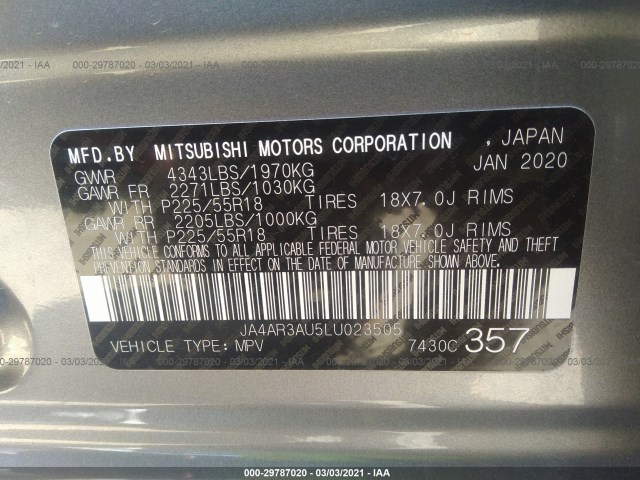 000-29787020 - 03/03/2021 - IAA
MFD.BY MITSUBISHI MOTORS CORPORATION , JAPAN
GVWR 4343LBS/1970KG JAN 2020
GAWR FR 2271LBS/1030KG
WITH P225/55R18 TIRES 18X7.0J RIMS
GAWR RR 2205LBS/1000KG
WITH P225/55R18 TIRES 18X7.0J RIMS
THIS VEHICLE CONFORMS TO ALL APPLICABLE FEDERAL MOTOR VEHICLE SAFETY AND THEFT
PREVENTION STANDARDS IN EFFECT ON THE DATE OF MANUFACTURE SHOWN ABOVE.
JA4AR3AU5LU023505
VEHICLE TYPE: MPV 7430C 357
000-29787020 - 03/03/2021 - IAA